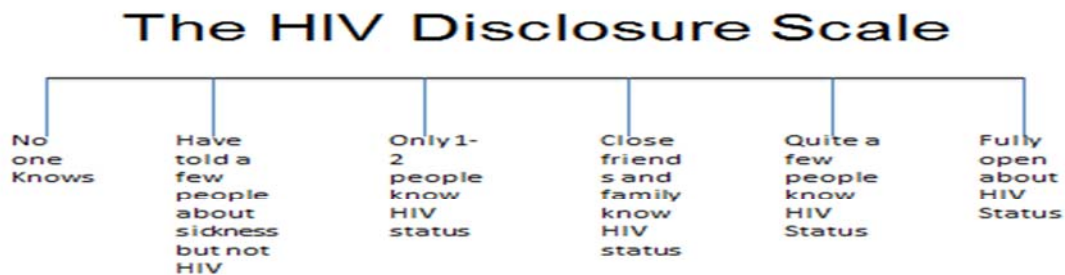 The HIV Disclosure Scale
No
one
Knows
Have
told a
few
people
about
sickness
but not
HIV
Only 1-
2
people
know
HIV
status
Close
friend
s and
family
know
HIV
status
Quite a
few
people
know
HIV
Status
Fully
open
about
HIV
Status